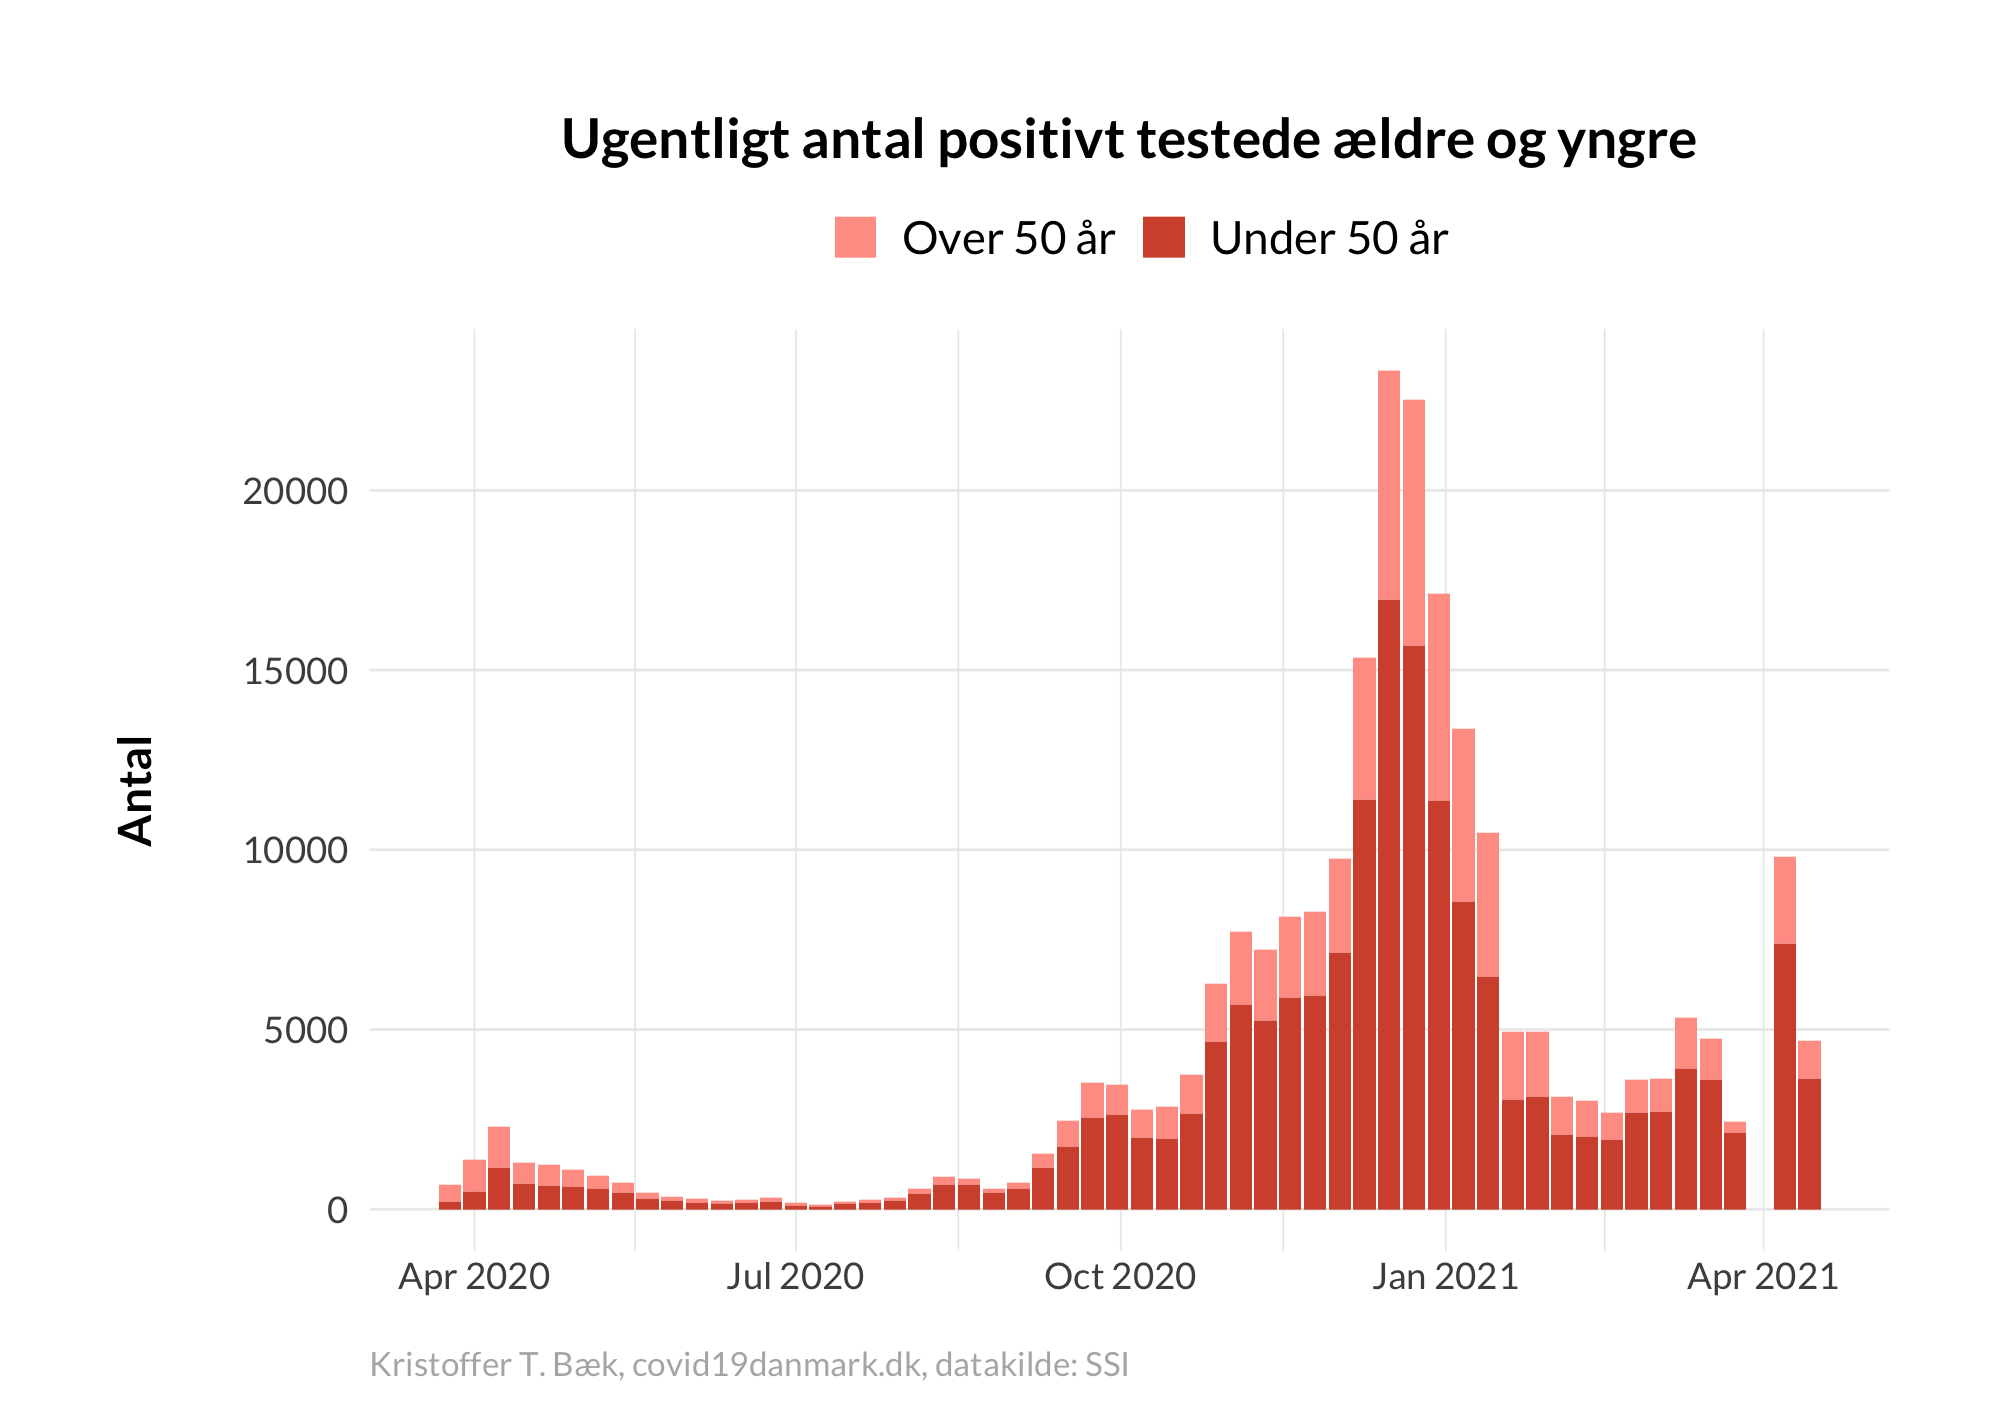 Ugentligt antal positivt testede ældre og yngre
Over 50 år Under 50 år
Antal
20000
15000
10000
5000
0
Apr 2020 Jul 2020 Oct 2020 Jan 2021 Apr 2021
Kristoffer T. Bæk, covid19danmark.dk, datakilde: SSI